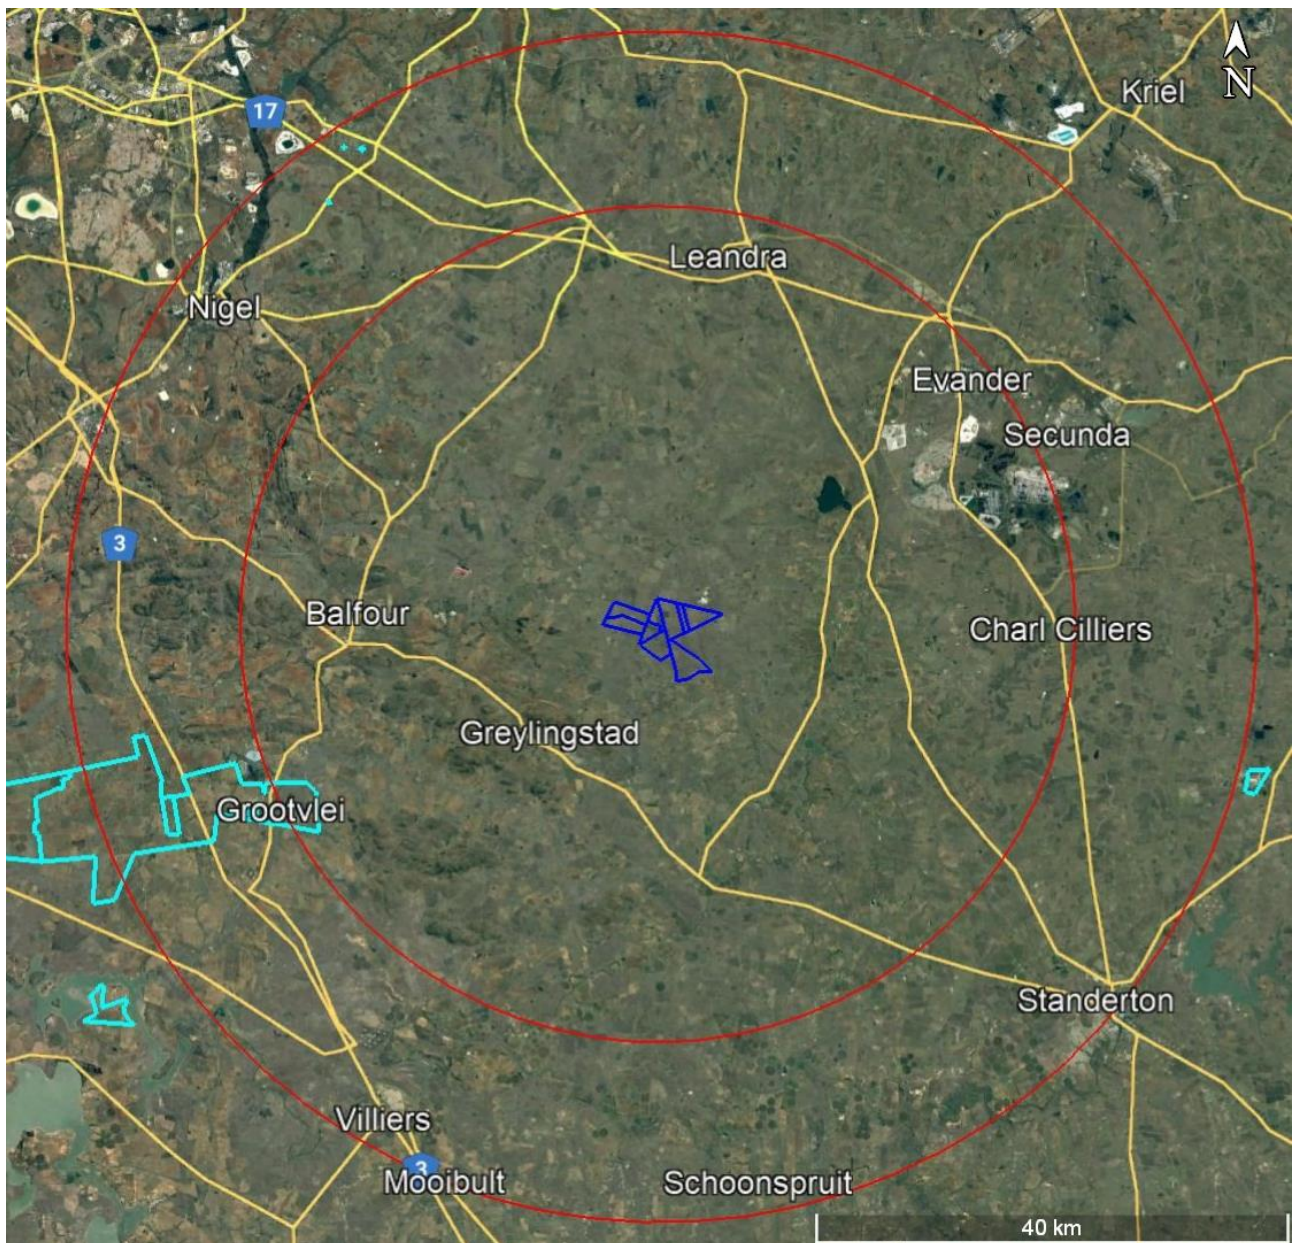 N
Kriel
17
Leandra
Nigel
Evander
Secunda
3
Balfour
Charl Cilliers
Greylingstad
Grootvlei
Standerton
Villiers
3
Mooibult
Schoonspruit
40 km